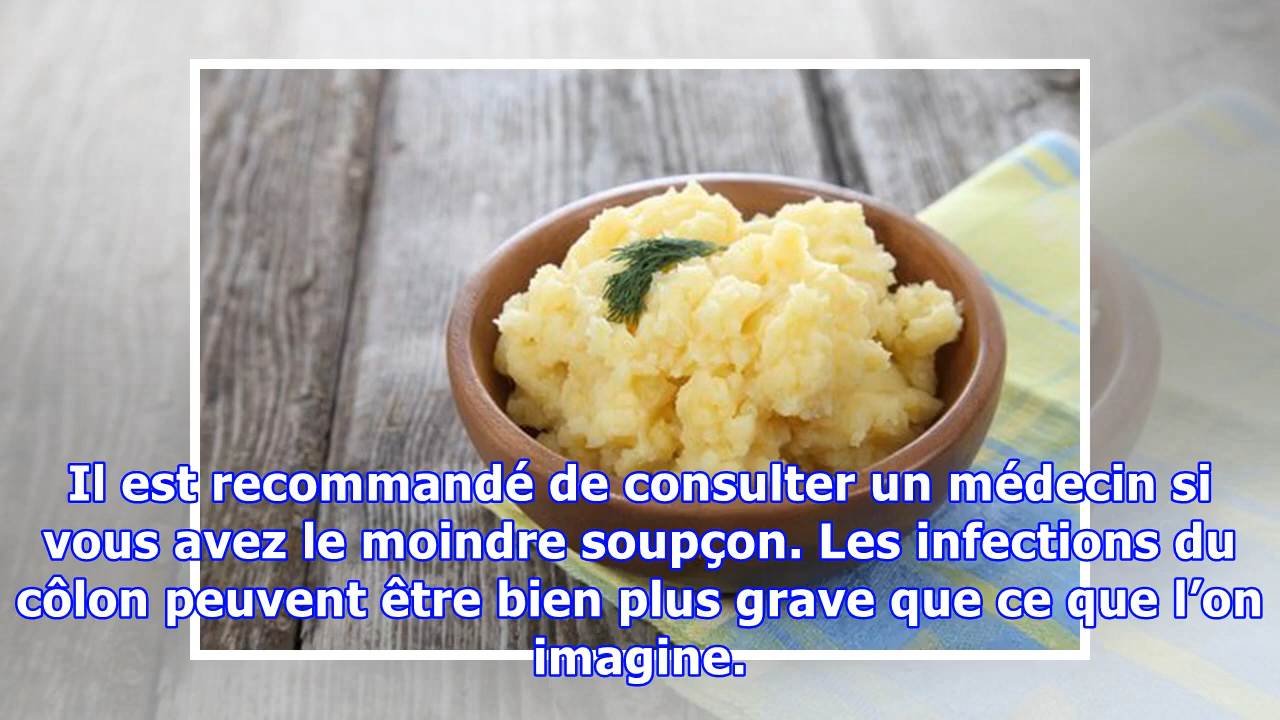 Il est recommandé de consulter un médecin si
vous avez le moindre soupçon. Les infections du
côlon peuvent être bien plus grave que ce que l’on
imagine.